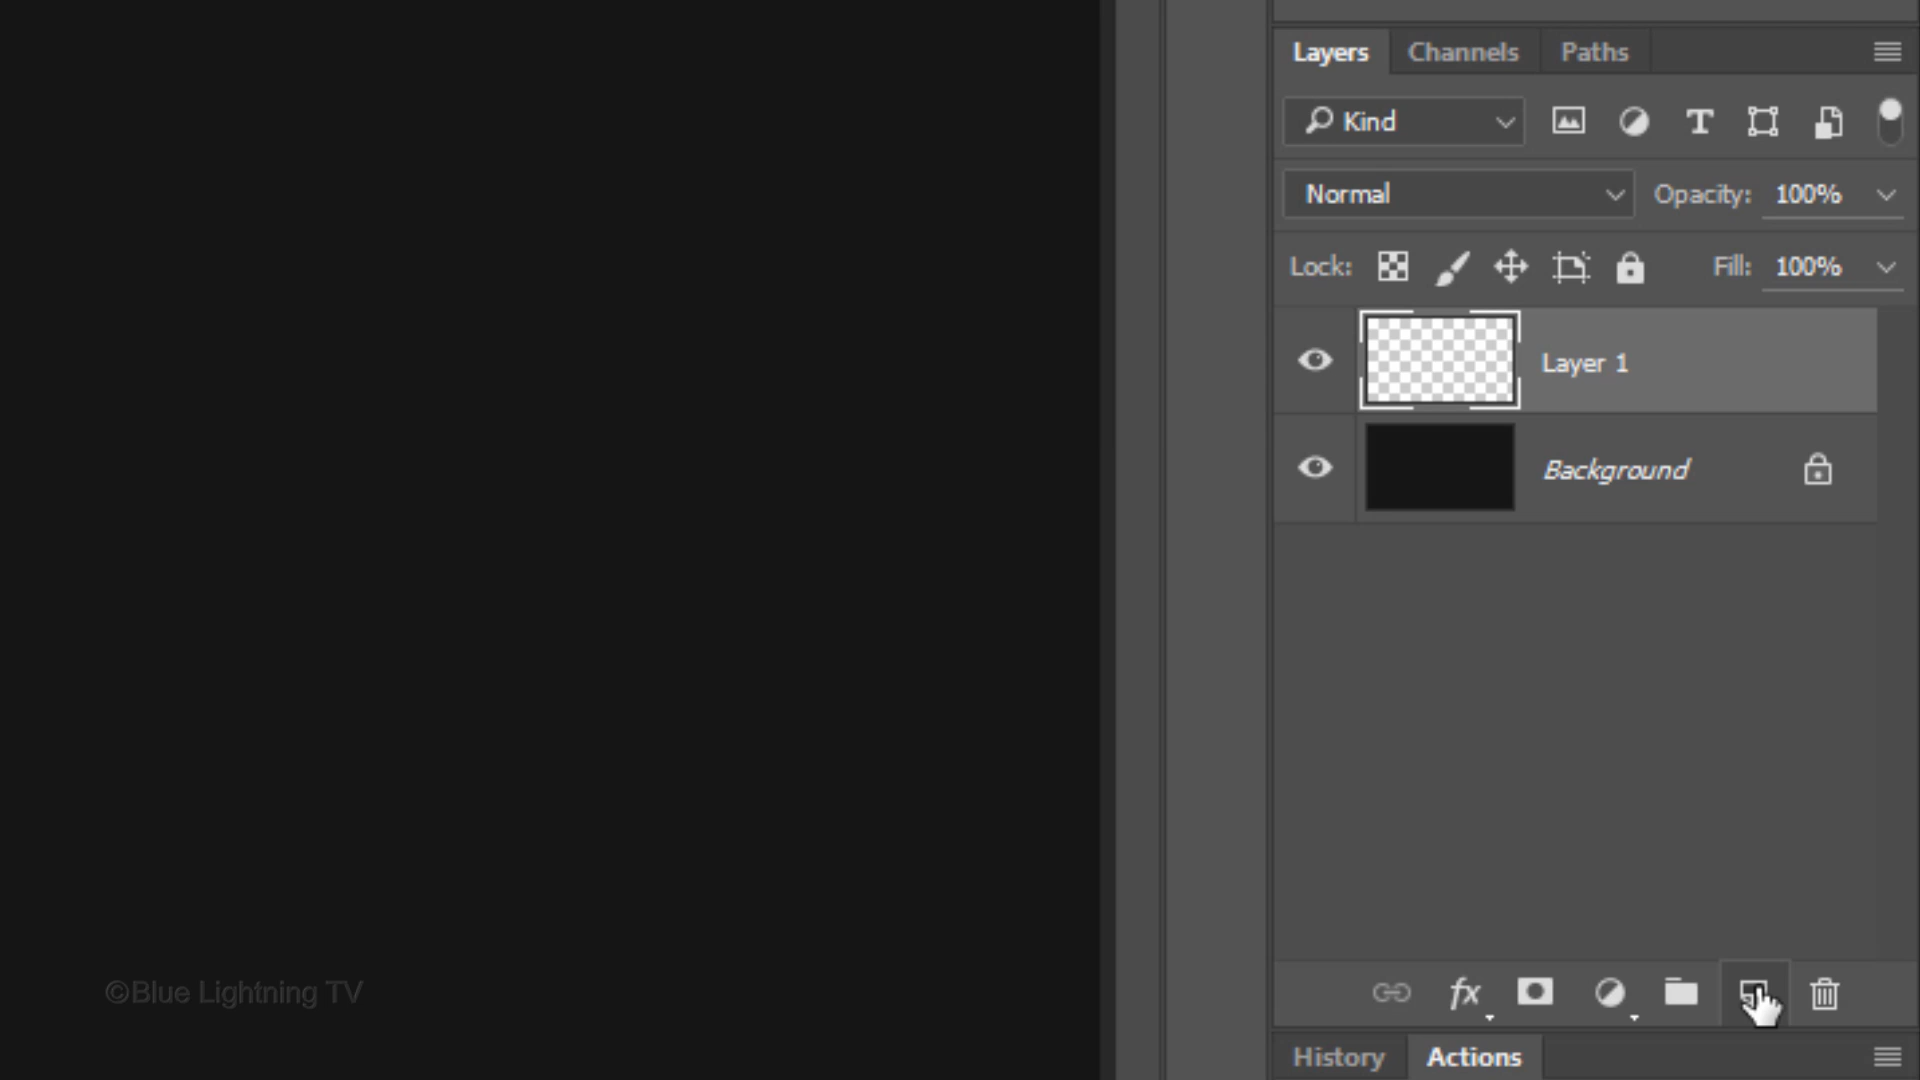 Layers Channels Paths
Kind
Normal Opacity: 100%
Lock: Fill: 100%
Layer 1
Background
fx
©Blue Lightning TV
History Actions